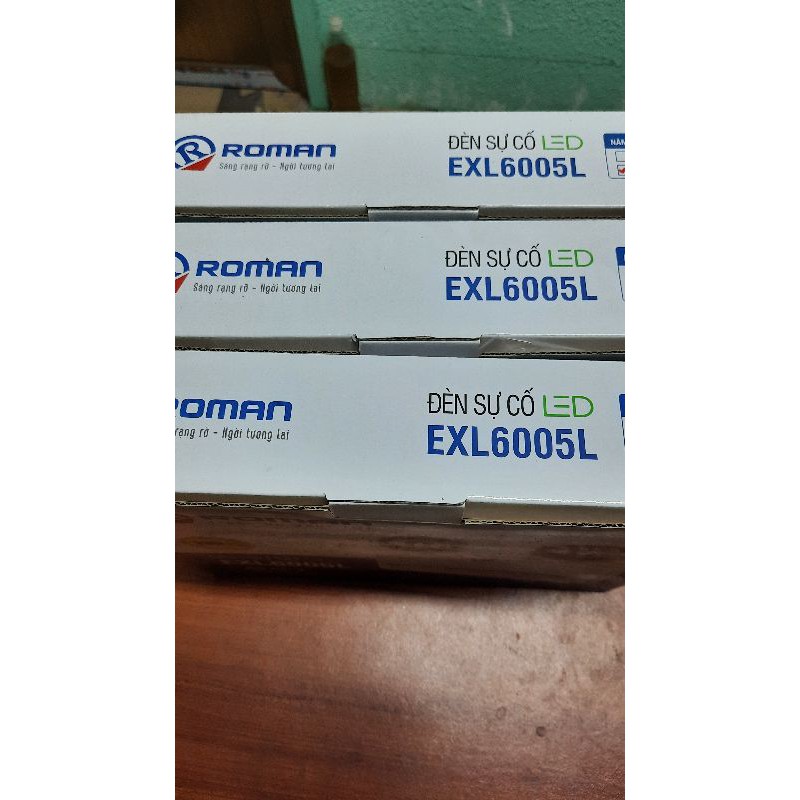 ROMAN
Sáng rạng rỡ - Ngời tương lai
ĐÈN SỰ CỐ LED
EXL6005L
NĂM
ROMAN
Sáng rạng rỡ - Ngời tương lai
ĐÈN SỰ CỐ LED
EXL6005L
ROMAN
rạng rỡ - Ngời tương lai
ĐÈN SỰ CỐ LED
EXL6005L